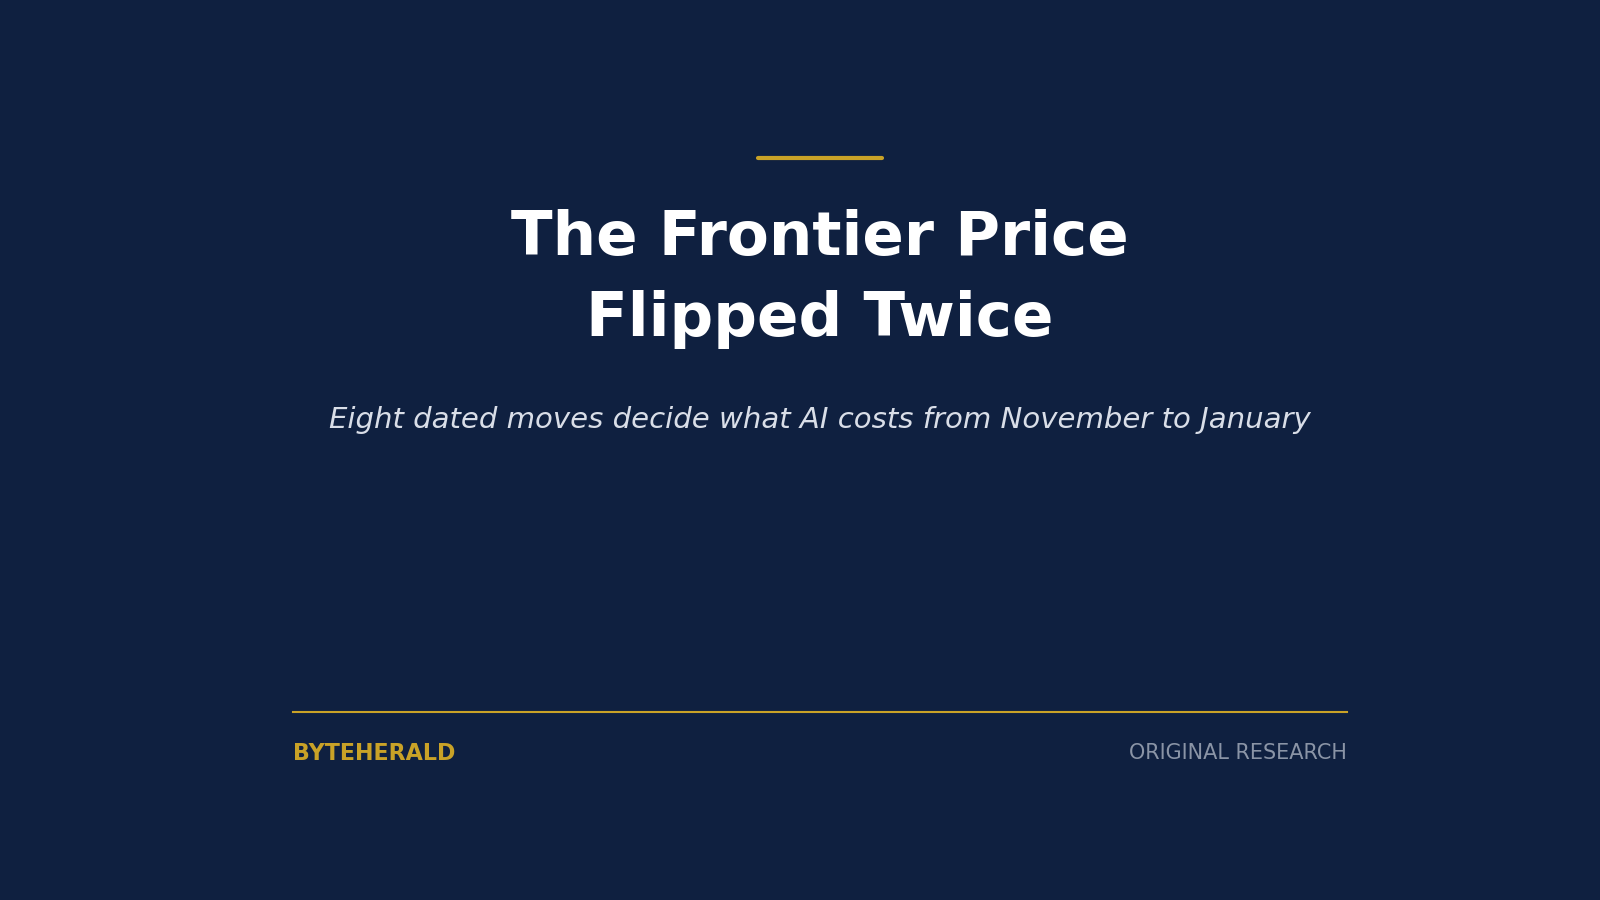 The Frontier Price
Flipped Twice
Eight dated moves decide what AI costs from November to January
BYTEHERALD
ORIGINAL RESEARCH